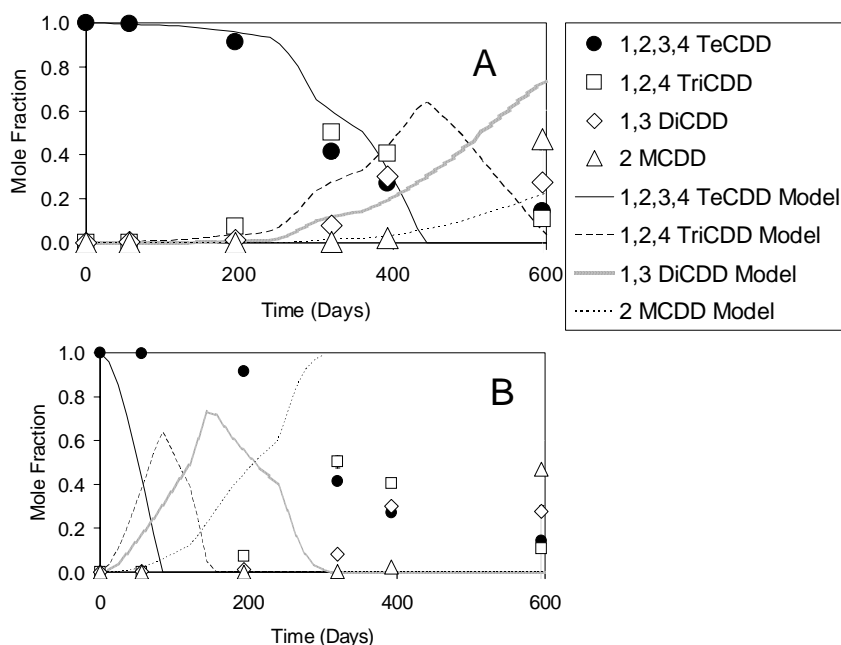 1.0
0.8
0.6
0.4
0.2
0.0
Mole Fraction
A
0
200
400
600
Time (Days)
1,2,3,4 TeCDD
1,2,4 TriCDD
1,3 DiCDD
2 MCDD
1,2,3,4 TeCDD Model
1,2,4 TriCDD Model
1,3 DiCDD Model
2 MCDD Model
1.0
0.8
0.6
0.4
0.2
0.0
Mole Fraction
B
0
200
400
600
Time (Days)